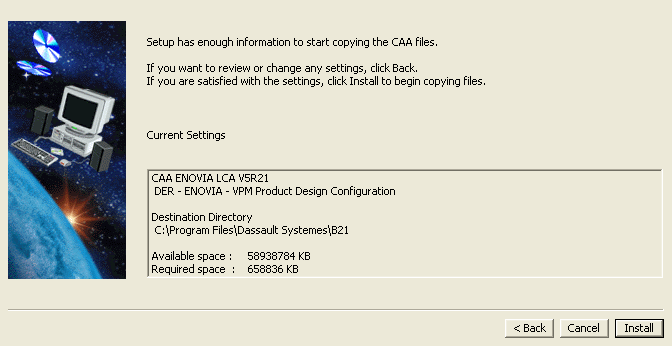 Setup has enough information to start copying the CAA files.
If you want to review or change any settings, click Back.
If you are satisfied with the settings, click Install to begin copying files.
Current Settings
CAA ENOVIA LCA V5R21
DER - ENOVIA - VPM Product Design Configuration
Destination Directory
C:\Program Files\Dassault Systemes\B21
Available space : 58938784 KB
Required space : 658836 KB
< Back Cancel Install